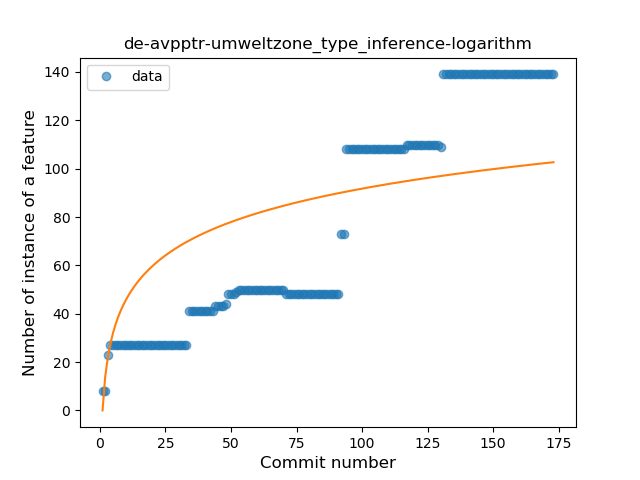 de-avpptr-umweltzone_type_inference-logarithm
data
Number of instance of a feature
140
120
100
80
60
40
20
0
0 25 50 75 100 125 150 175
Commit number